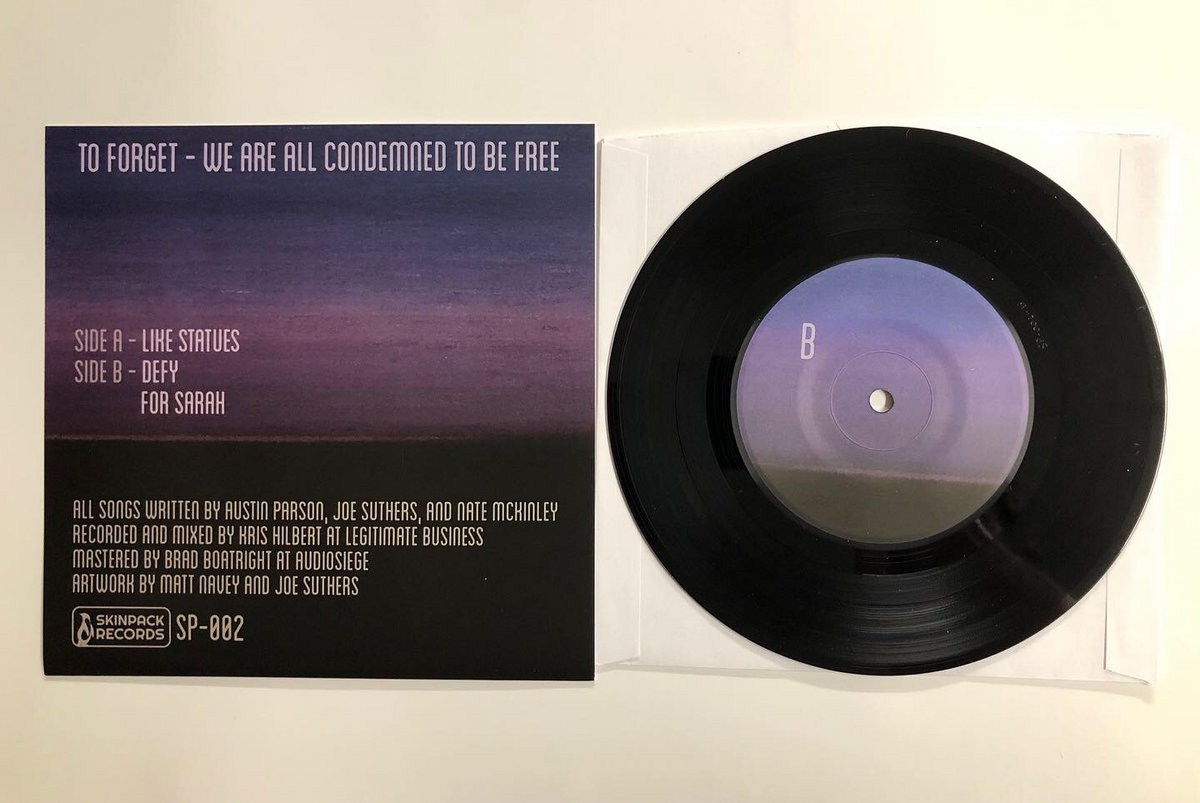 TO FORGET - WE ARE ALL CONDEMNED TO BE FREE
SIDE A - LIKE STATUES
SIDE B - DEFY
FOR SARAH
ALL SONGS WRITTEN BY AUSTIN PARSON, JOE SUTHERS, AND NATE MCKINLEY
RECORDED AND MIXED BY KRIS HILBERT AT LEGITIMATE BUSINESS
MASTERED BY BRAD BOATRIGHT AT AUDIOSIEGE
ARTWORK BY MATT NAVEY AND JOE SUTHERS
SKINPACK
RECORDS
SP-002
B